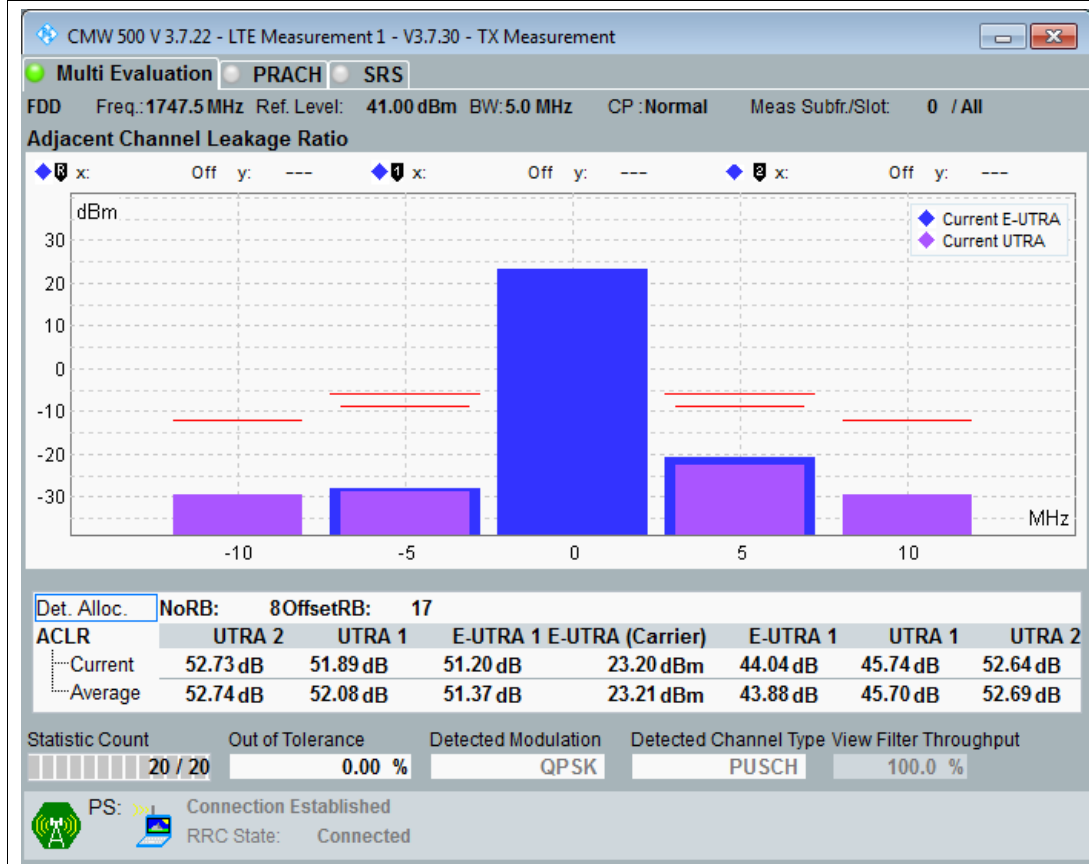 CMW 500 V 3.7.22 - LTE Measurement 1 - V3.7.30 - TX Measurement
Multi Evaluation PRACH SRS
FDD Freq.: 1747.5 MHz Ref. Level: 41.00 dBm BW: 5.0 MHz CP : Normal Meas Subfr./Slot: 0 / All
Adjacent Channel Leakage Ratio
R x: Off y: --- 1 x: Off y: --- 2 x: Off y: ---
dBm
Current E-UTRA
Current UTRA
30
20
10
0
-10
-20
-30
MHz
-10 -5 0 5 10
Det. Alloc. NoRB: 8 OffsetRB: 17
ACLR UTRA 2 UTRA 1 E-UTRA 1 E-UTRA (Carrier) E-UTRA 1 UTRA 1 UTRA 2
Current 52.73 dB 51.89 dB 51.20 dB 23.20 dBm 44.04 dB 45.74 dB 52.64 dB
Average 52.74 dB 52.08 dB 51.37 dB 23.21 dBm 43.88 dB 45.70 dB 52.69 dB
Statistic Count Out of Tolerance Detected Modulation Detected Channel Type View Filter Throughput
20 / 20 0.00 % QPSK PUSCH 100.0 %
PS: Connection Established
RRC State: Connected